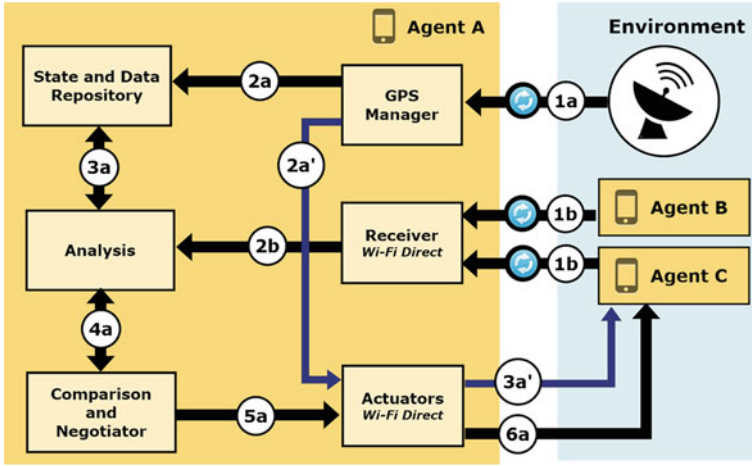 Agent A
Environment
State and Data
Repository
2a
GPS
Manager
1a
3a
2a'
Analysis
2b
Receiver
Wi-Fi Direct
1b
Agent B
1b
Agent C
4a
Comparison
and
Negotiator
5a
Actuators
Wi-Fi Direct
3a'
6a